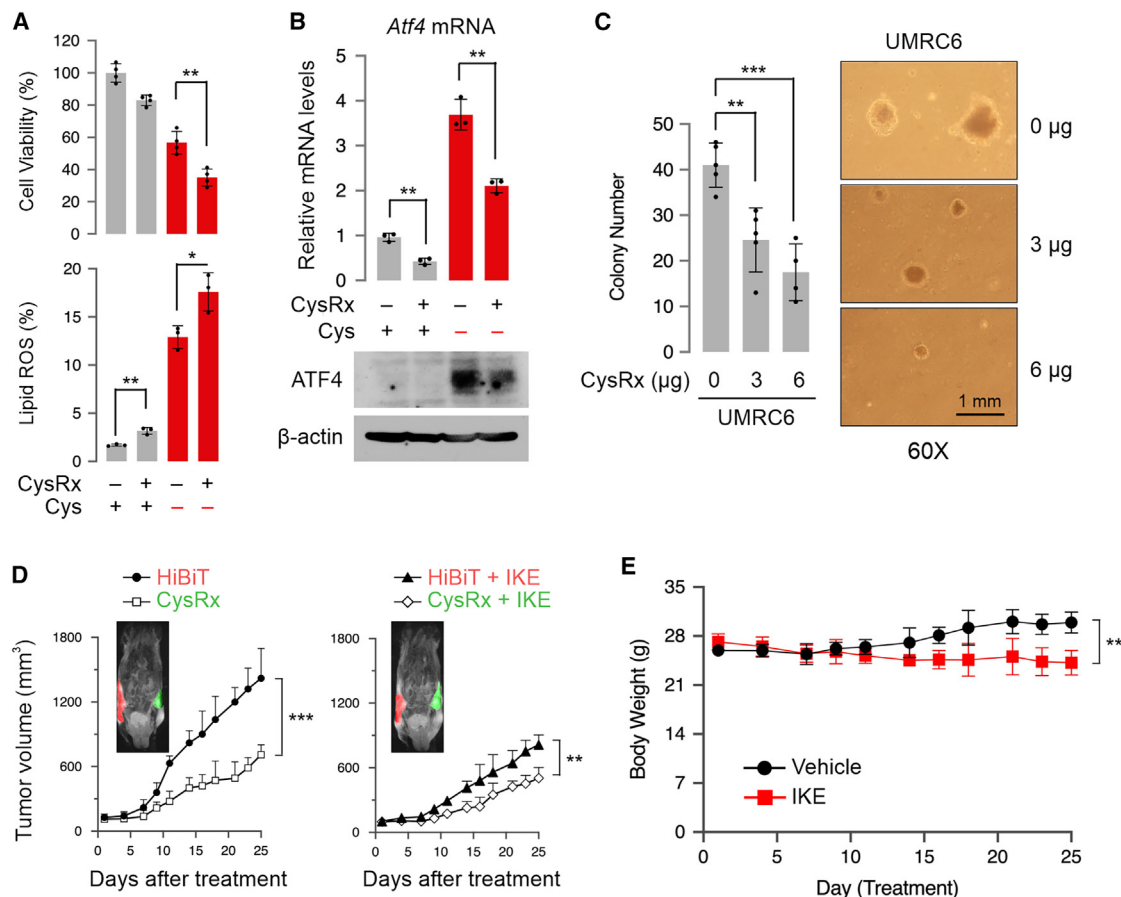 A
Cell Viability (%)
120
100
80
60
40
20
0
**
Lipid ROS (%)
20
15
10
5
0
**
*
CysRx – + – +
Cys + + – –
B
Atf4 mRNA
Relative mRNA levels
5
4
3
2
1
0
**
**
CysRx – + – +
Cys + + – –
ATF4
β-actin
C
UMRC6
Colony Number
50
40
30
20
10
0
***
**
CysRx (µg) 0 3 6
UMRC6
0 µg
3 µg
6 µg
1 mm
60X
D
HiBiT
CysRx
Tumor volume (mm³)
1800
1200
600
0
***
0 5 10 15 20 25
Days after treatment
HiBiT + IKE
CysRx + IKE
1800
1200
600
0
**
0 5 10 15 20 25
Days after treatment
E
Body Weight (g)
35
28
21
14
7
0
**
Vehicle
IKE
0 5 10 15 20 25
Day (Treatment)